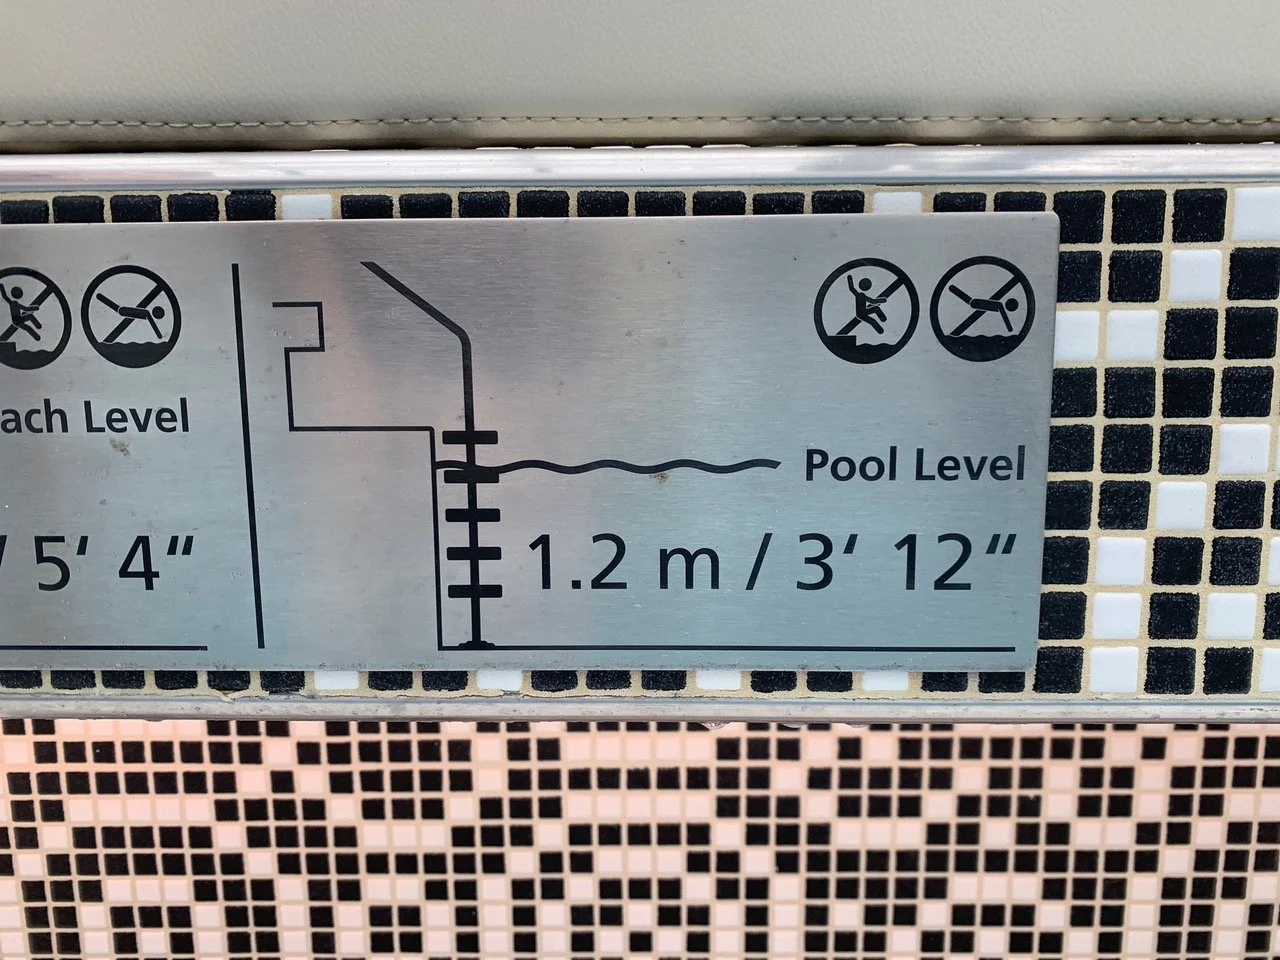 ach Level
/ 5‘ 4“
Pool Level
1.2 m / 3‘ 12“